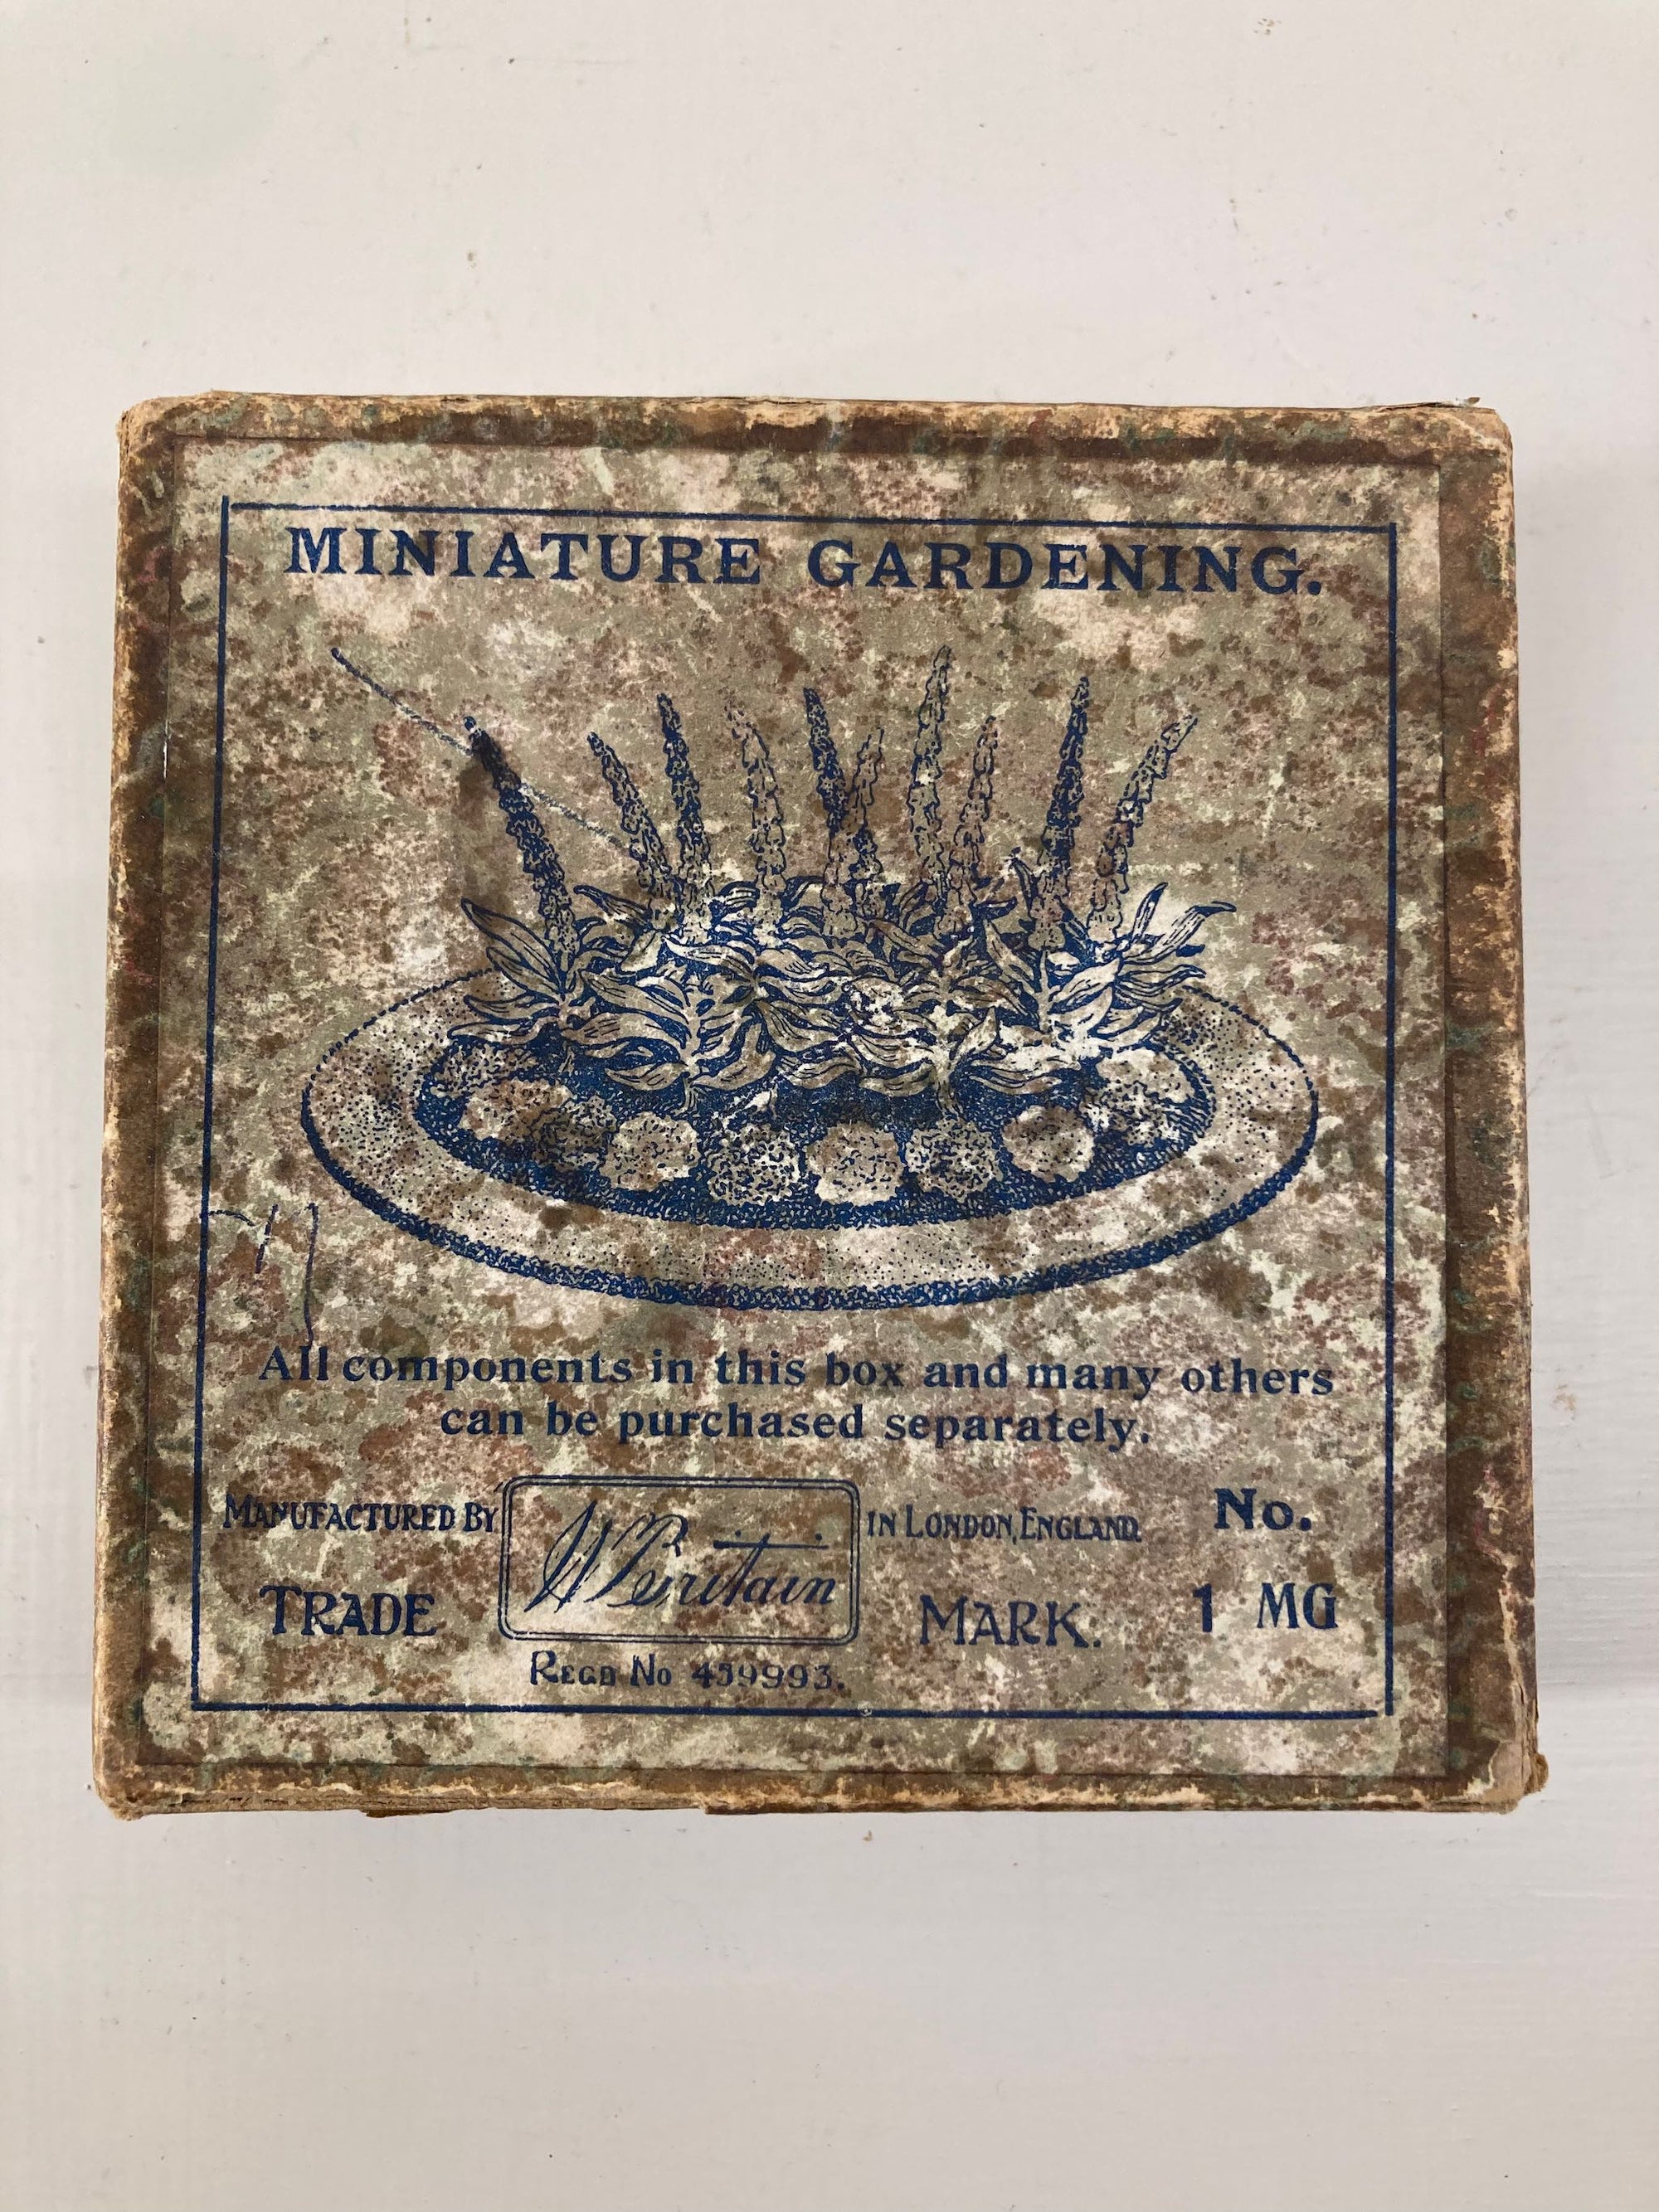 MINIATURE GARDENING.
All components in this box and many others
can be purchased separately.
MANUFACTURED BY W Britain IN LONDON, ENGLAND No.
TRADE MARK. 1 MG
REGD No 459993.